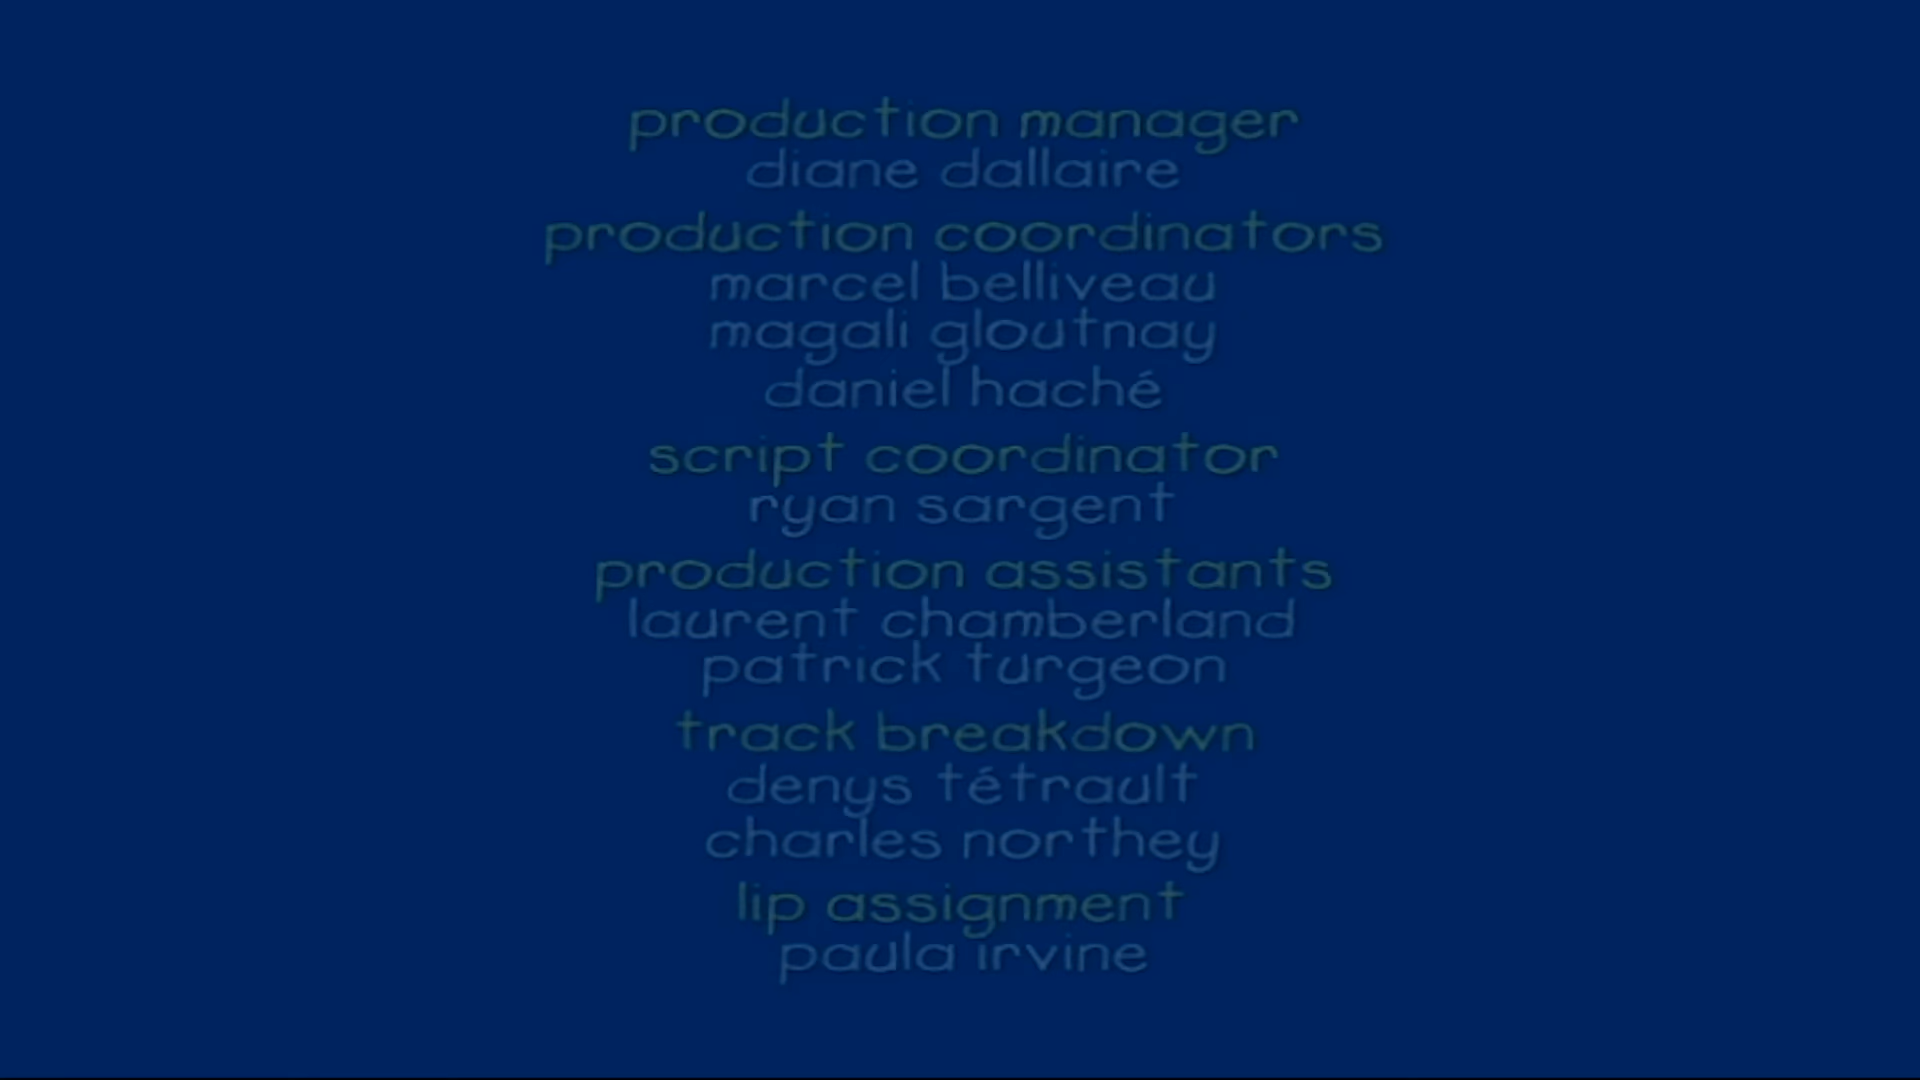 production manager
diane dallaire
production coordinators
marcel belliveau
magali gloutnay
daniel haché
script coordinator
ryan sargent
production assistants
laurent chamberland
patrick turgeon
track breakdown
denys tétrault
charles northey
lip assignment
paula irvine